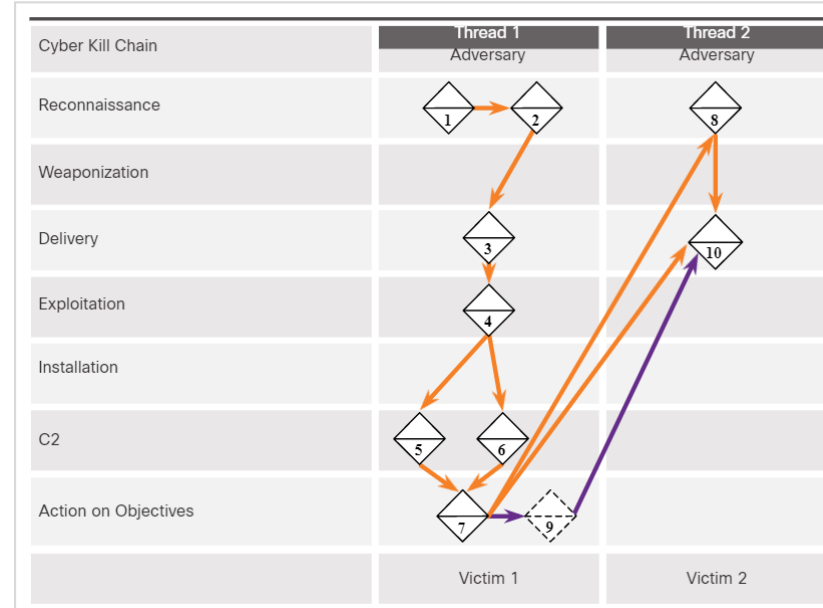 Thread 1 Thread 2
Cyber Kill Chain Adversary Adversary
Reconnaissance 1 2 8
Weaponization
Delivery 3 10
Exploitation 4
Installation
C2 5 6
Action on Objectives 7 9
Victim 1 Victim 2